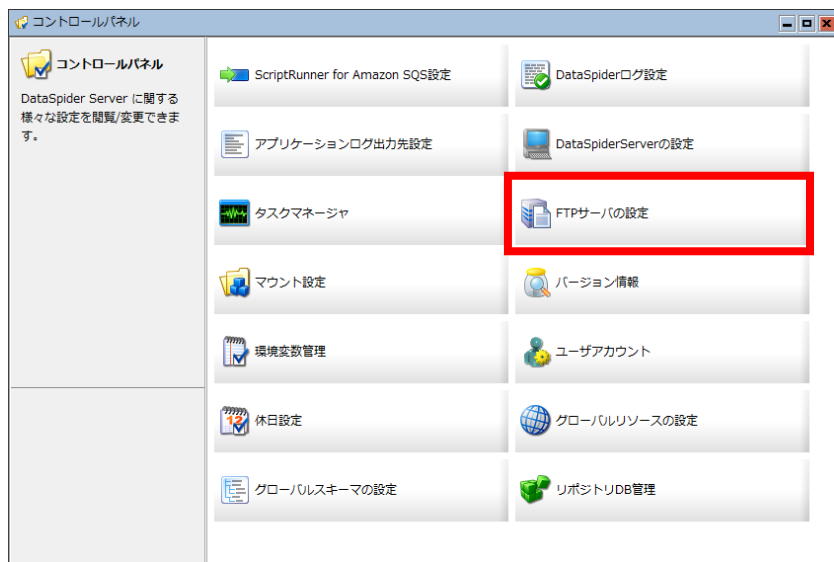 コントロールパネル
コントロールパネル
DataSpider Server に関する
様々な設定を閲覧/変更できま
す。
ScriptRunner for Amazon SQS設定
DataSpiderログ設定
アプリケーションログ出力先設定
DataSpiderServerの設定
タスクマネージャ
FTPサーバの設定
マウント設定
バージョン情報
環境変数管理
ユーザアカウント
12
休日設定
グローバルリソースの設定
グローバルスキーマの設定
リポジトリDB管理